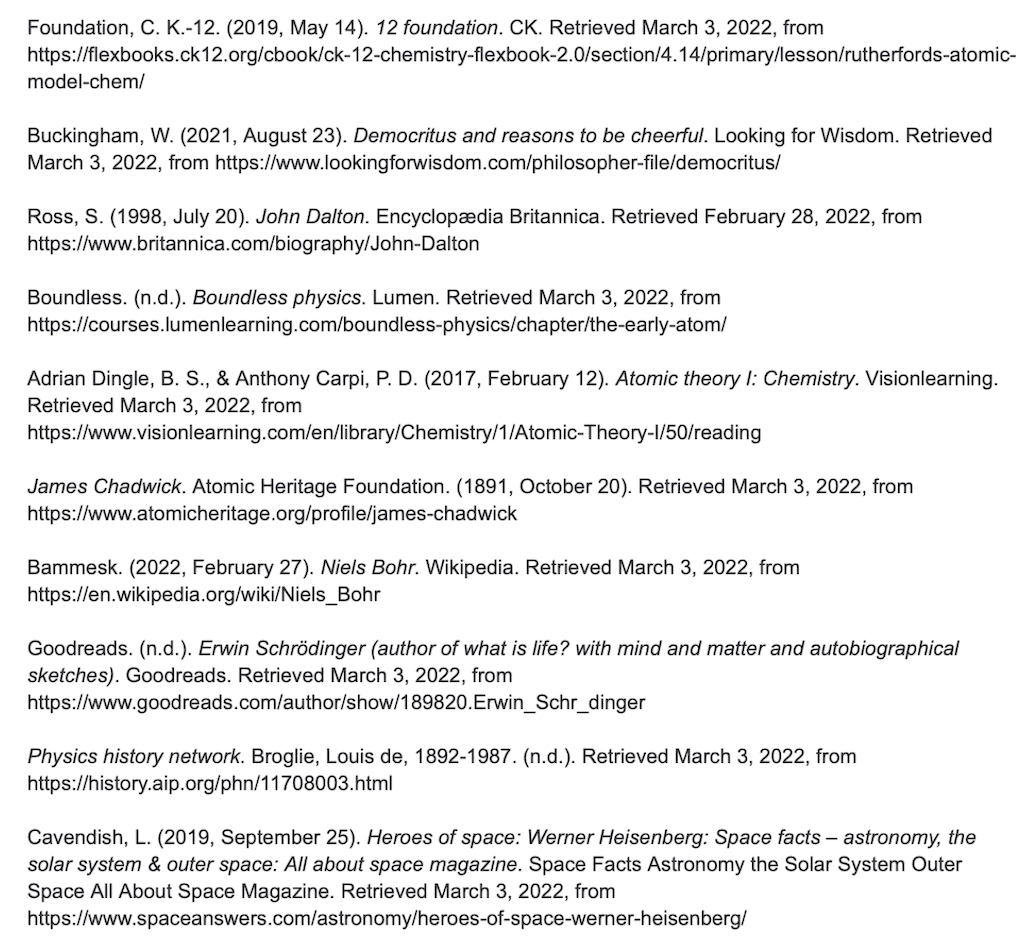 Foundation, C. K.-12. (2019, May 14). 12 foundation. CK. Retrieved March 3, 2022, from
https://flexbooks.ck12.org/cbook/ck-12-chemistry-flexbook-2.0/section/4.14/primary/lesson/rutherfords-atomic-
model-chem/
Buckingham, W. (2021, August 23). Democritus and reasons to be cheerful. Looking for Wisdom. Retrieved
March 3, 2022, from https://www.lookingforwisdom.com/philosopher-file/democritus/
Ross, S. (1998, July 20). John Dalton. Encyclopædia Britannica. Retrieved February 28, 2022, from
https://www.britannica.com/biography/John-Dalton
Boundless. (n.d.). Boundless physics. Lumen. Retrieved March 3, 2022, from
https://courses.lumenlearning.com/boundless-physics/chapter/the-early-atom/
Adrian Dingle, B. S., & Anthony Carpi, P. D. (2017, February 12). Atomic theory I: Chemistry. Visionlearning.
Retrieved March 3, 2022, from
https://www.visionlearning.com/en/library/Chemistry/1/Atomic-Theory-I/50/reading
James Chadwick. Atomic Heritage Foundation. (1891, October 20). Retrieved March 3, 2022, from
https://www.atomicheritage.org/profile/james-chadwick
Bammesk. (2022, February 27). Niels Bohr. Wikipedia. Retrieved March 3, 2022, from
https://en.wikipedia.org/wiki/Niels_Bohr
Goodreads. (n.d.). Erwin Schrödinger (author of what is life? with mind and matter and autobiographical
sketches). Goodreads. Retrieved March 3, 2022, from
https://www.goodreads.com/author/show/189820.Erwin_Schr_dinger
Physics history network. Broglie, Louis de, 1892-1987. (n.d.). Retrieved March 3, 2022, from
https://history.aip.org/phn/11708003.html
Cavendish, L. (2019, September 25). Heroes of space: Werner Heisenberg: Space facts – astronomy, the
solar system & outer space: All about space magazine. Space Facts Astronomy the Solar System Outer
Space All About Space Magazine. Retrieved March 3, 2022, from
https://www.spaceanswers.com/astronomy/heroes-of-space-werner-heisenberg/